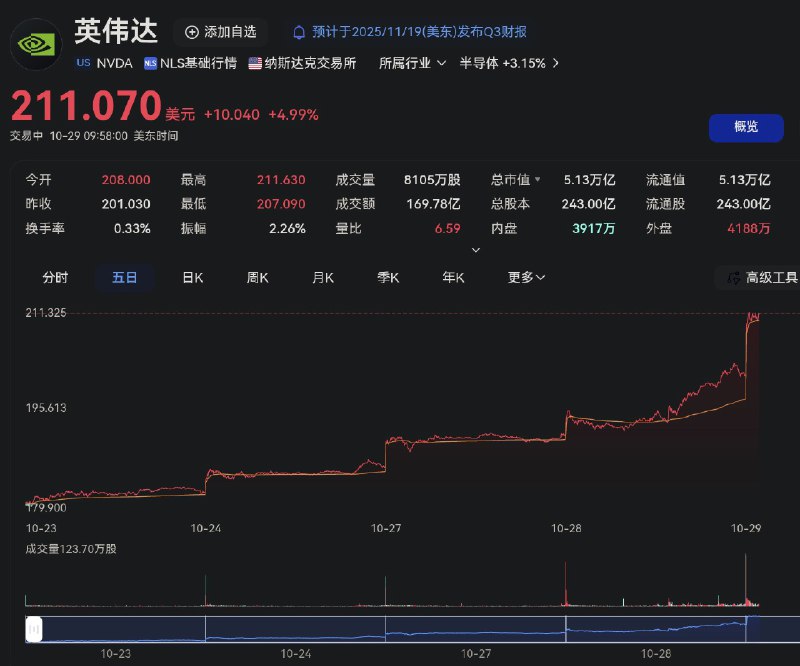 英伟达 添加自选 预计于2025/11/19(美东)发布Q3财报
US NVDA NLS NLS基础行情 纳斯达克交易所 所属行业 半导体 +3.15%
211.070 美元 +10.040 +4.99%
交易中 10-29 09:58:00 美东时间
概览
今开 208.000 最高 211.630 成交量 8105万股 总市值 5.13万亿 流通值 5.13万亿
昨收 201.030 最低 207.090 成交额 169.78亿 总股本 243.00亿 流通股 243.00亿
换手率 0.33% 振幅 2.26% 量比 6.59 内盘 3917万 外盘 4188万
分时 五日 日K 周K 月K 季K 年K 更多 高级工具
211.325
195.613
179.900
10-23 10-24 10-27 10-28 10-29
成交量123.70万股
10-23 10-24 10-27 10-28